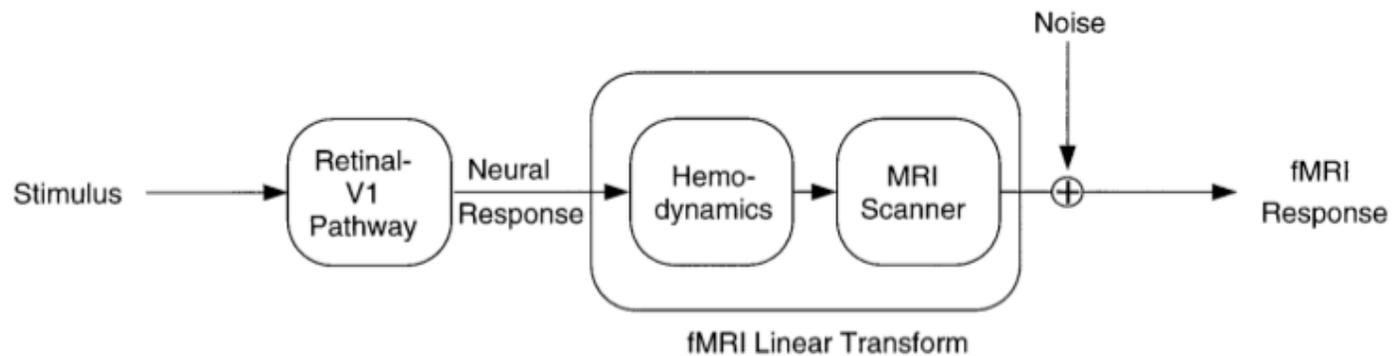 Noise
Stimulus
Retinal-
V1
Pathway
Neural
Response
Hemo-
dynamics
MRI
Scanner
fMRI
Response
fMRI Linear Transform